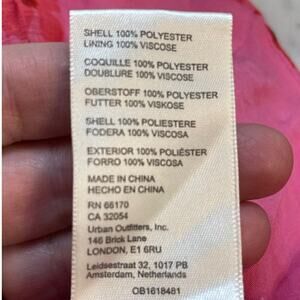 SHELL 100% POLYESTER
LINING 100% VISCOSE
COQUILLE 100% POLYESTER
DOUBLURE 100% VISCOSE
OBERSTOFF 100% POLYESTER
FUTTER 100% VISKOSE
SHELL 100% POLIESTERE
FODERA 100% VISCOSA
EXTERIOR 100% POLIÉSTER
FORRO 100% VISCOSA
MADE IN CHINA
HECHO EN CHINA
RN 66170
CA 32054
Urban Outfitters, Inc.
146 Brick Lane
LONDON, E1 6RU
Leidsestraat 32, 1017 PB
Amsterdam, Netherlands
OB1618481